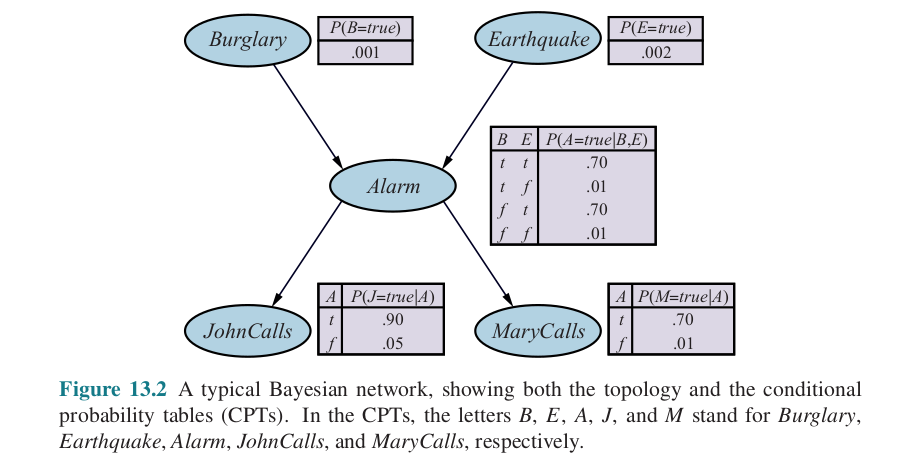 Burglary
P(B=true)
.001
Earthquake
P(E=true)
.002
Alarm
B E P(A=true|B,E)
t t .70
t f .01
f t .70
f f .01
JohnCalls
A P(J=true|A)
t .90
f .05
MaryCalls
A P(M=true|A)
t .70
f .01
Figure 13.2 A typical Bayesian network, showing both the topology and the conditional
probability tables (CPTs). In the CPTs, the letters B, E, A, J, and M stand for Burglary,
Earthquake, Alarm, JohnCalls, and MaryCalls, respectively.